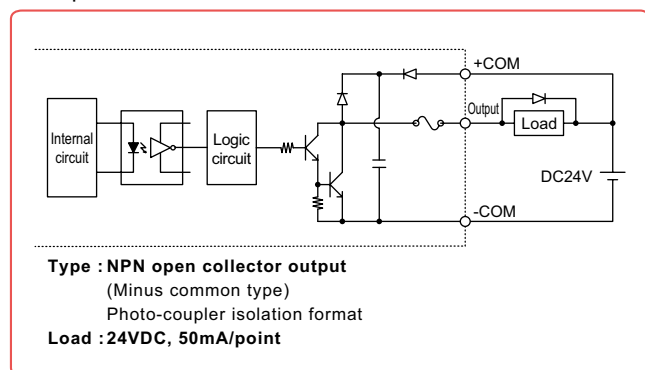 +COM
Output
Internal
circuit
Logic
circuit
Load
DC24V
-COM
Type : NPN open collector output
(Minus common type)
Photo-coupler isolation format
Load : 24VDC, 50mA/point